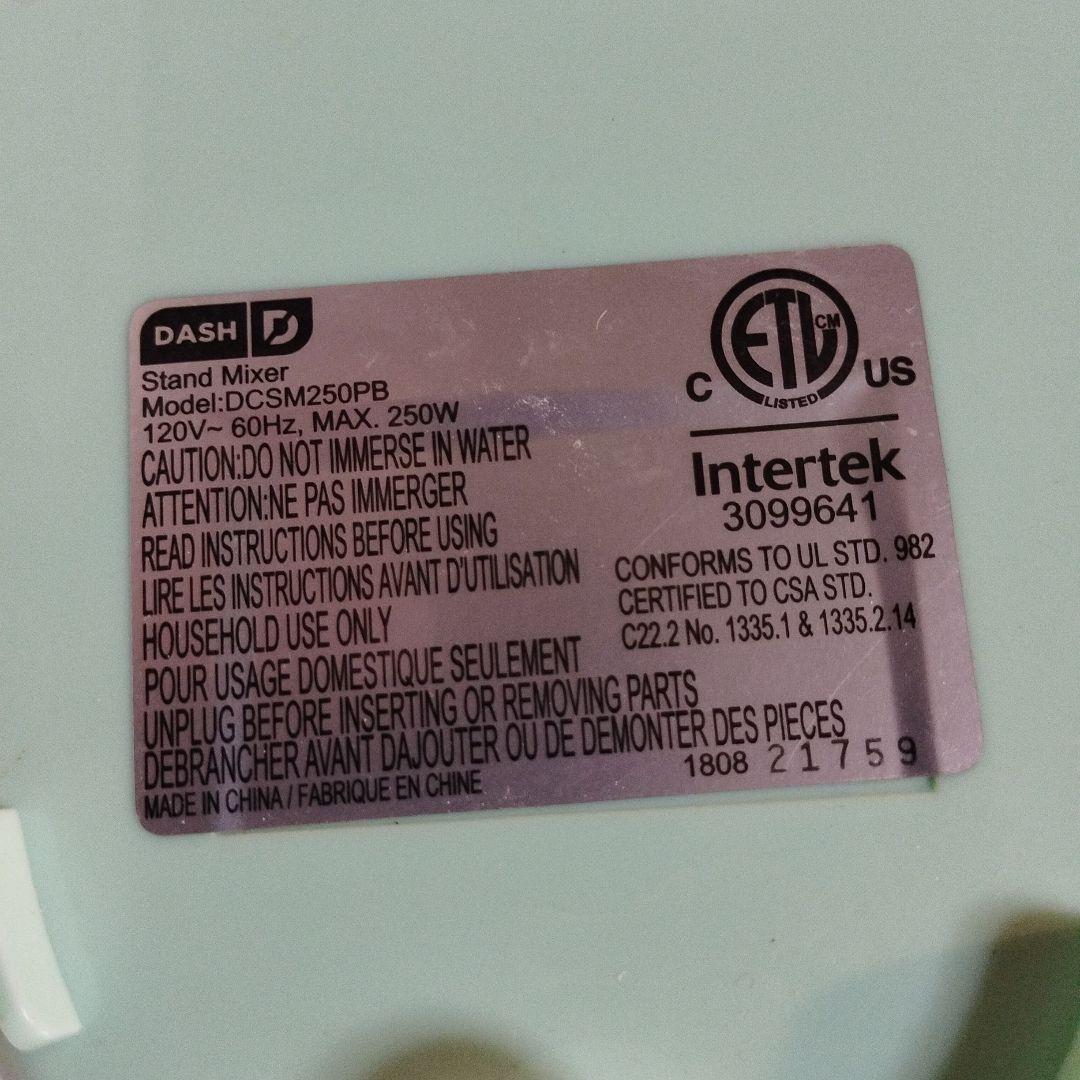 DASH D
Stand Mixer
Model:DCSM250PB
120V~ 60Hz, MAX. 250W
CAUTION:DO NOT IMMERSE IN WATER
ATTENTION:NE PAS IMMERGER
READ INSTRUCTIONS BEFORE USING
LIRE LES INSTRUCTIONS AVANT D'UTILISATION
HOUSEHOLD USE ONLY
POUR USAGE DOMESTIQUE SEULEMENT
UNPLUG BEFORE INSERTING OR REMOVING PARTS
DEBRANCHER AVANT DAJOUTER OU DE DEMONTER DES PIECES
MADE IN CHINA / FABRIQUE EN CHINE
ETL CM
C US
LISTED
Intertek
3099641
CONFORMS TO UL STD. 982
CERTIFIED TO CSA STD.
C22.2 No. 1335.1 & 1335.2.14
1808 21759